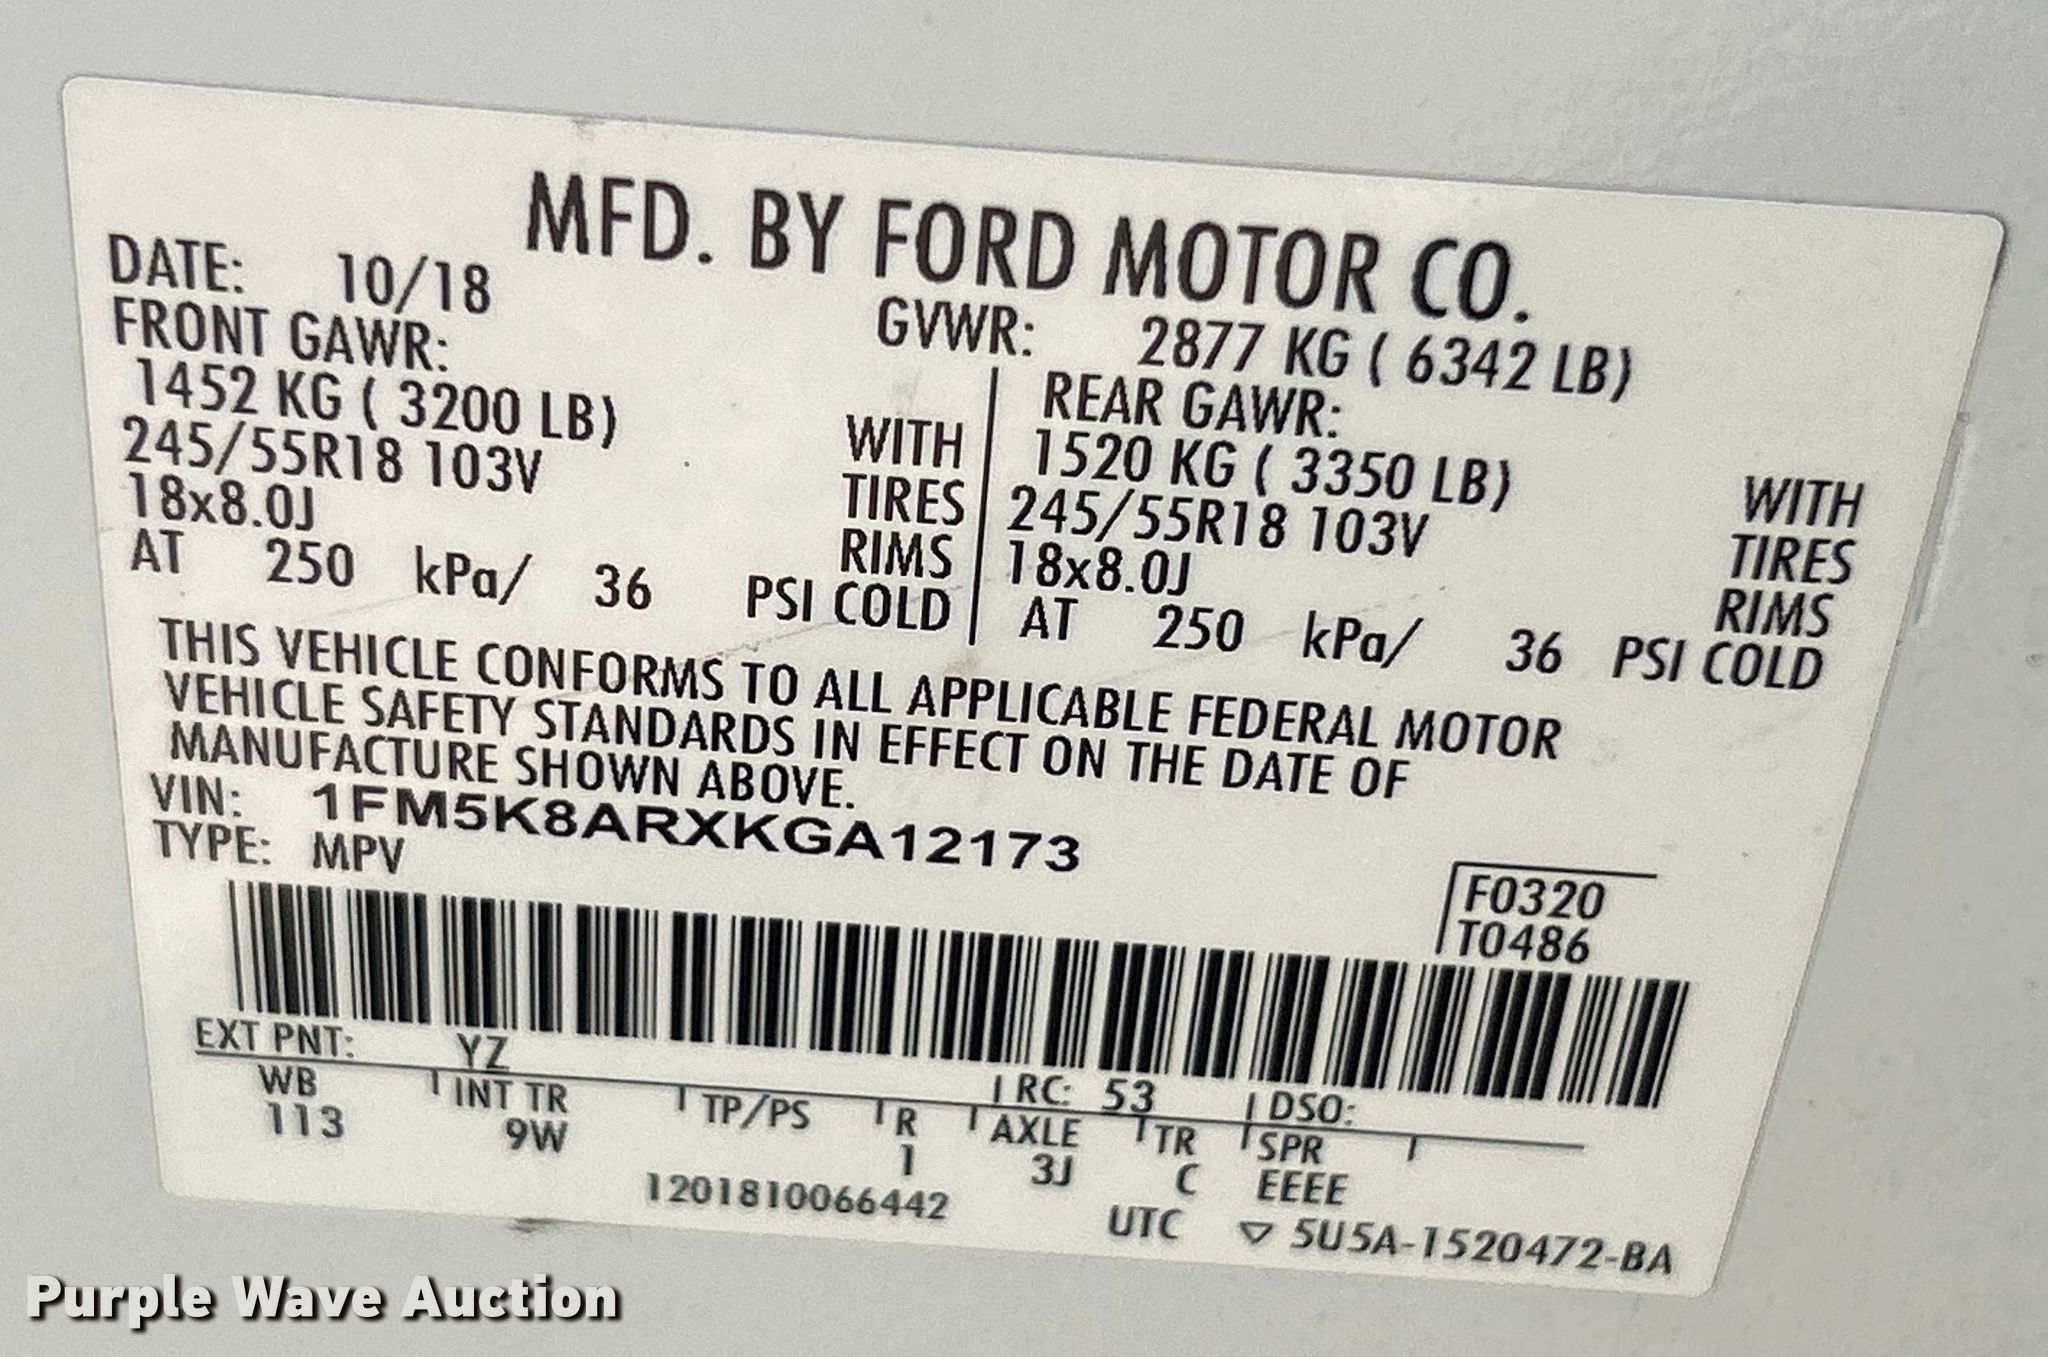 MFD. BY FORD MOTOR CO.
DATE: 10/18
GVWR: 2877 KG ( 6342 LB)
FRONT GAWR:
1452 KG ( 3200 LB) WITH
245/55R18 103V TIRES
18x8.0J RIMS
AT 250 kPa/ 36 PSI COLD
REAR GAWR:
1520 KG ( 3350 LB) WITH
245/55R18 103V TIRES
18x8.0J RIMS
AT 250 kPa/ 36 PSI COLD
THIS VEHICLE CONFORMS TO ALL APPLICABLE FEDERAL MOTOR
VEHICLE SAFETY STANDARDS IN EFFECT ON THE DATE OF
MANUFACTURE SHOWN ABOVE.
VIN: 1FM5K8ARXKGA12173
TYPE: MPV
F0320
T0486
EXT PNT: YZ RC: 53 DSO:
WB INT TR TP/PS R AXLE TR SPR
113 9W 1 3J C EEEE
1201810066442 UTC ▽ 5U5A-1520472-BA
Purple Wave Auction